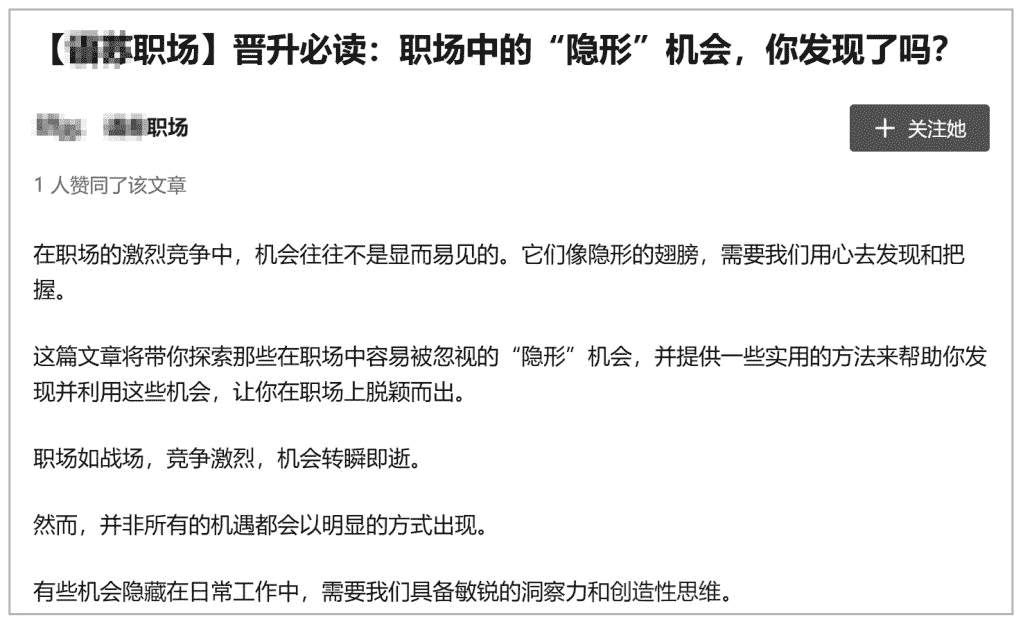 【职场】晋升必读：职场中的“隐形”机会，你发现了吗？
职场
＋ 关注她
1 人赞同了该文章
在职场的激烈竞争中，机会往往不是显而易见的。它们像隐形的翅膀，需要我们用心去发现和把
握。
这篇文章将带你探索那些在职场中容易被忽视的“隐形”机会，并提供一些实用的方法来帮助你发
现并利用这些机会，让你在职场上脱颖而出。
职场如战场，竞争激烈，机会转瞬即逝。
然而，并非所有的机遇都会以明显的方式出现。
有些机会隐藏在日常工作中，需要我们具备敏锐的洞察力和创造性思维。